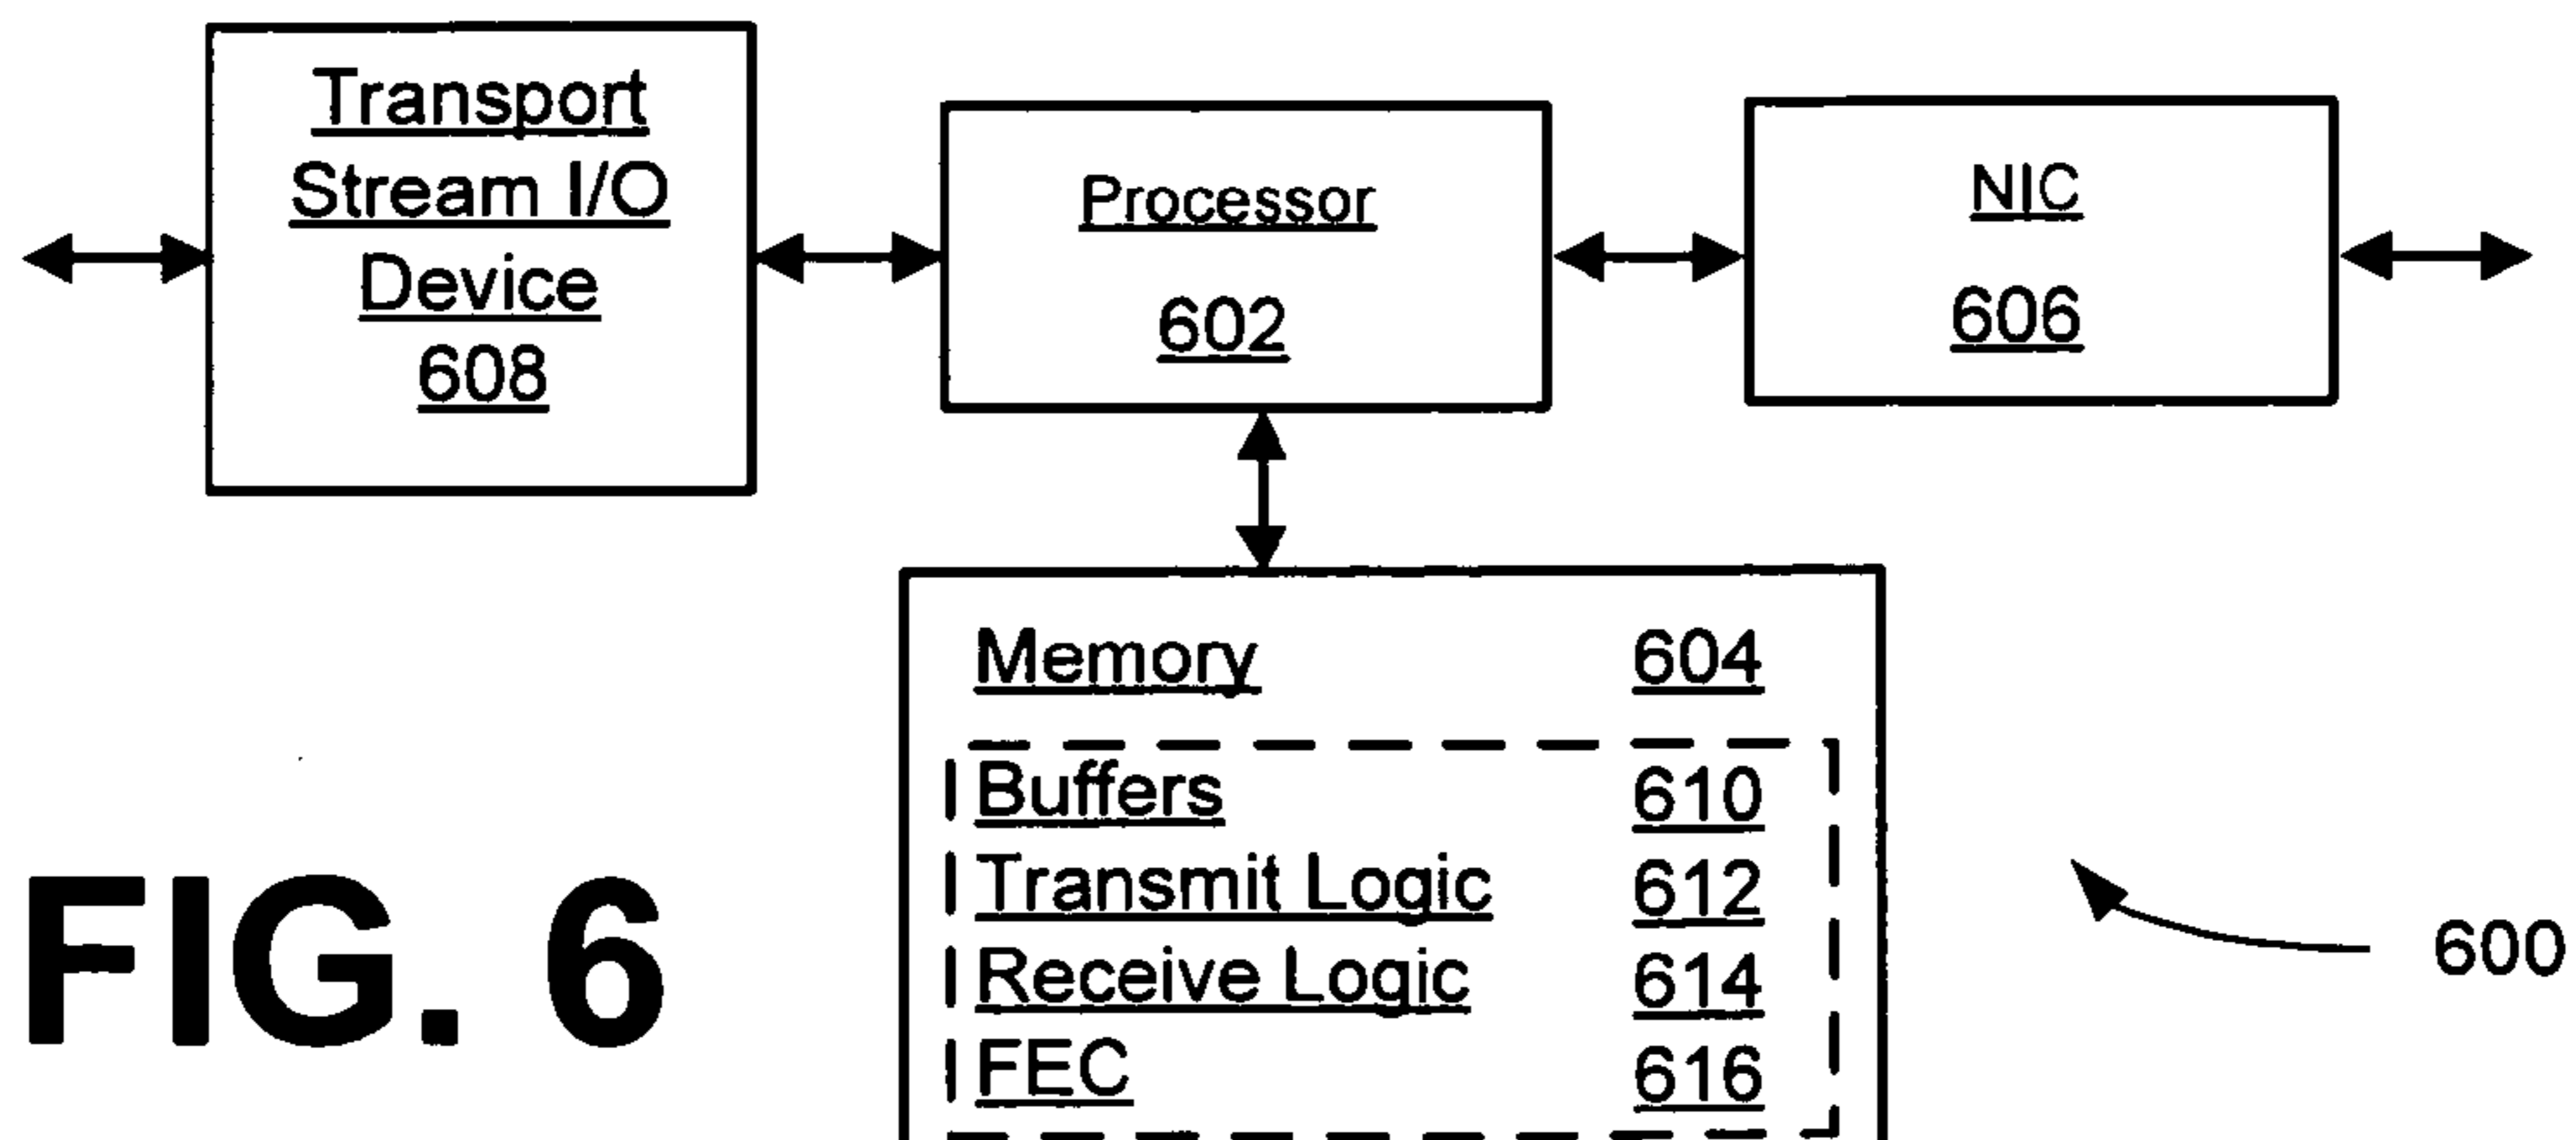 Transport
Stream I/O
Device
608
Processor
602
NIC
606
Memory 604
Buffers 610
Transmit Logic 612
Receive Logic 614
FEC 616
600
FIG. 6